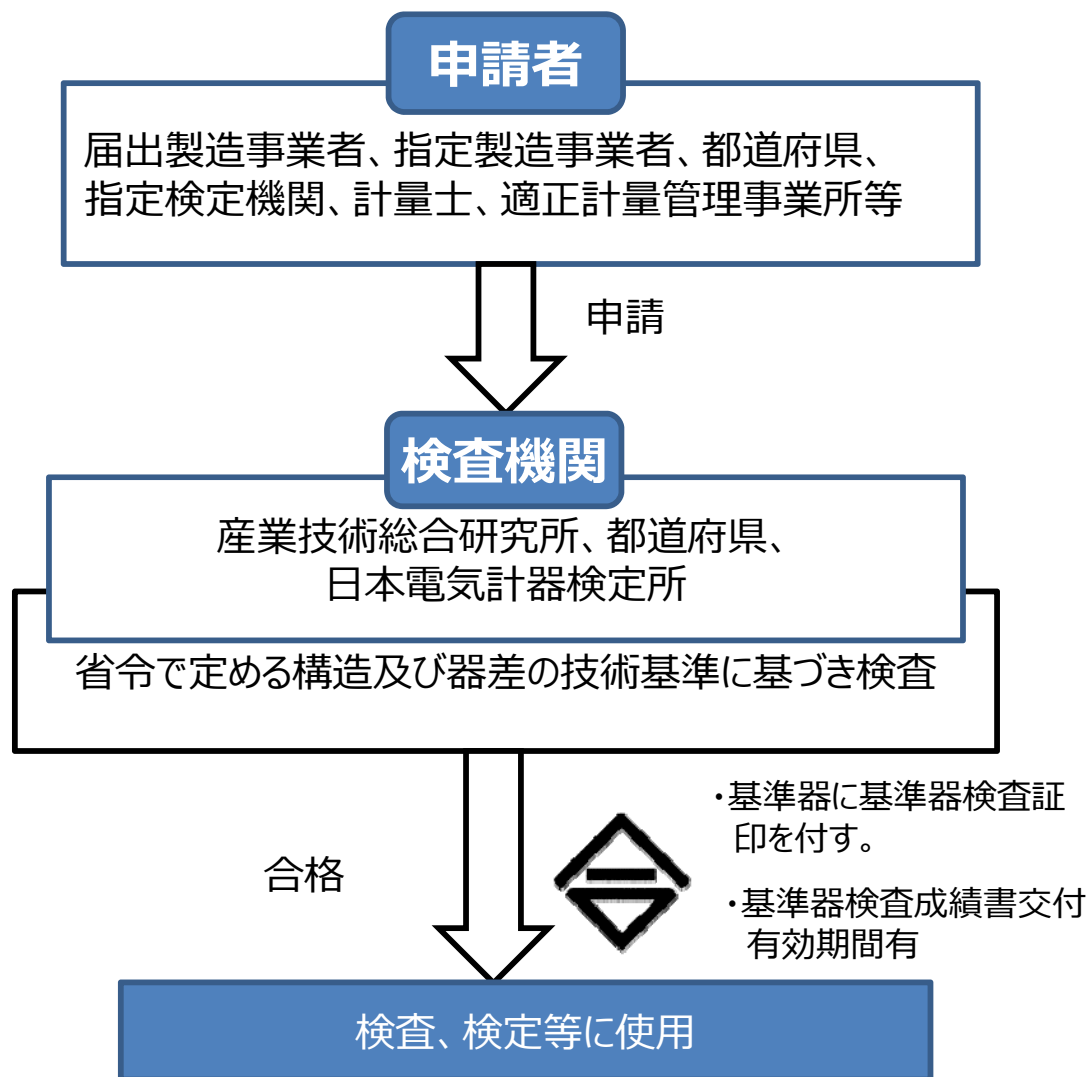 申請者
届出製造事業者、指定製造事業者、都道府県、
指定検定機関、計量士、適正計量管理事業所等
申請
検査機関
産業技術総合研究所、都道府県、
日本電気計器検定所
省令で定める構造及び器差の技術基準に基づき検査
合格
・基準器に基準器検査証
印を付す。
・基準器検査成績書交付
有効期間有
検査、検定等に使用